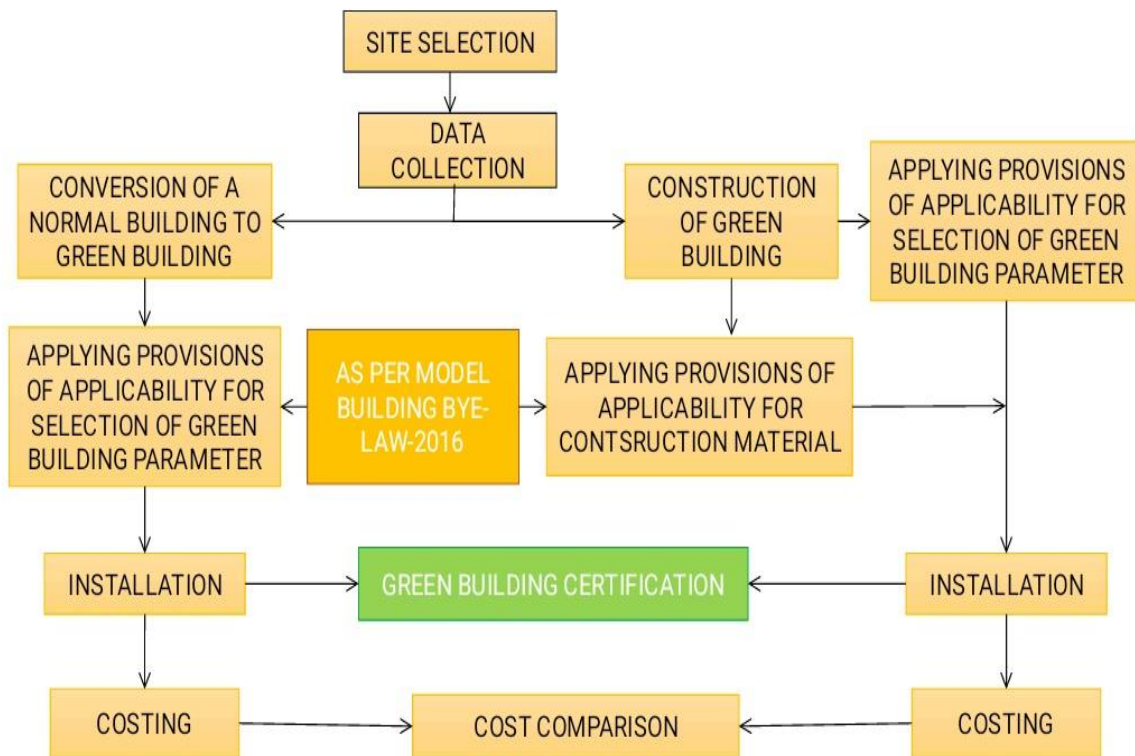 SITE SELECTION
DATA
COLLECTION
CONVERSION OF A
NORMAL BUILDING TO
GREEN BUILDING
CONSTRUCTION
OF GREEN
BUILDING
APPLYING PROVISIONS
OF APPLICABILITY FOR
SELECTION OF GREEN
BUILDING PARAMETER
APPLYING PROVISIONS
OF APPLICABILITY FOR
SELECTION OF GREEN
BUILDING PARAMETER
AS PER MODEL
BUILDING BYE-
LAW-2016
APPLYING PROVISIONS OF
APPLICABILITY FOR
CONTSRUCTION MATERIAL
INSTALLATION
GREEN BUILDING CERTIFICATION
INSTALLATION
COSTING
COST COMPARISON
COSTING